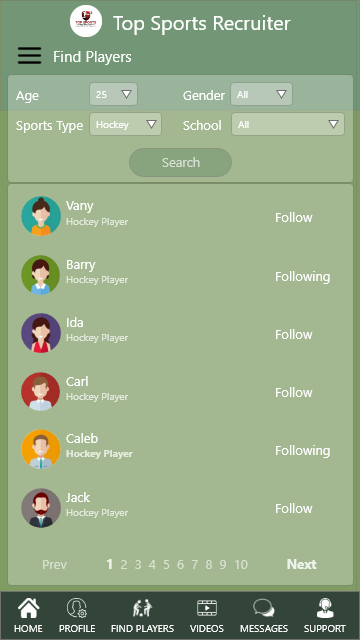 TOP SPORTS
Top Sports Recruiter
Find Players
Age 25 Gender All
Sports Type Hockey School All
Search
Vany
Hockey Player
Follow
Barry
Hockey Player
Following
Ida
Hockey Player
Follow
Carl
Hockey Player
Follow
Caleb
Hockey Player
Following
Jack
Hockey Player
Follow
Prev 1 2 3 4 5 6 7 8 9 10 Next
HOME PROFILE FIND PLAYERS VIDEOS MESSAGES SUPPORT